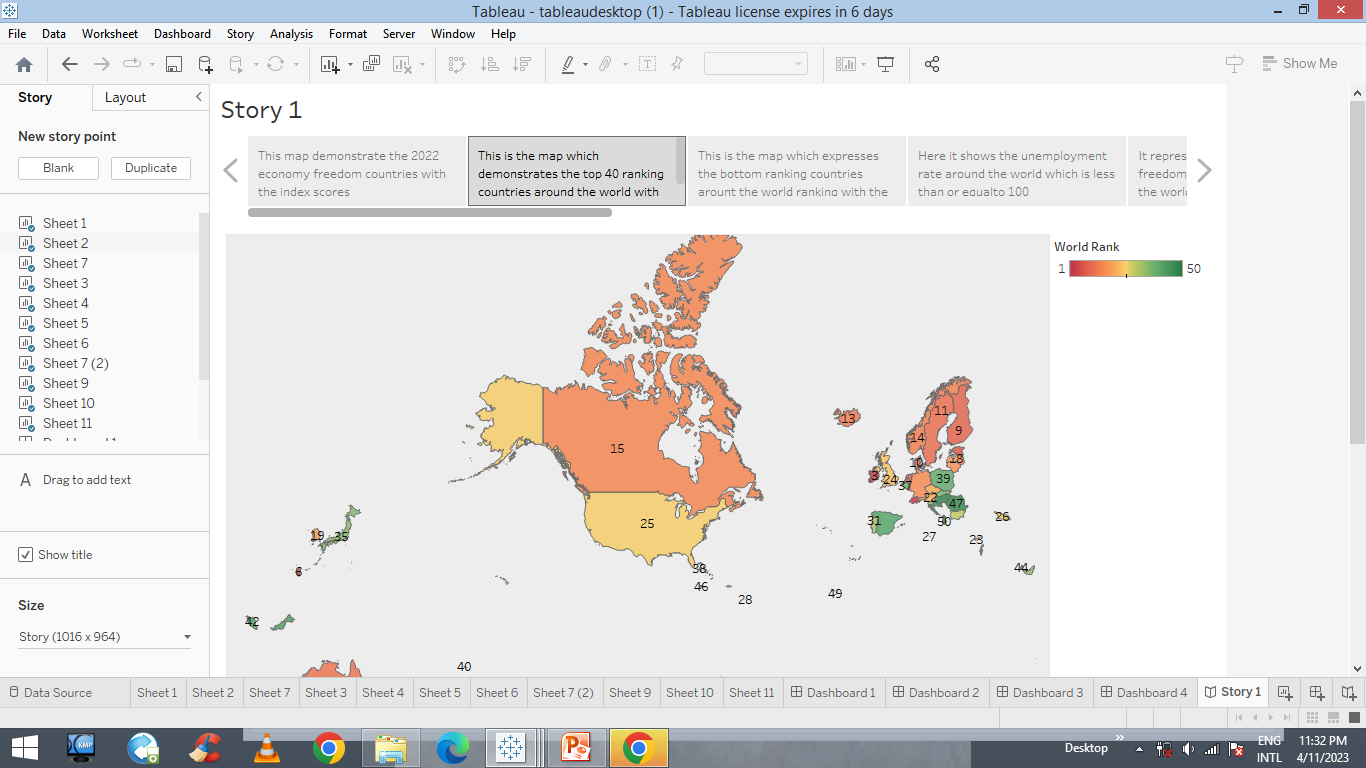 Tableau - tableaudesktop (1) - Tableau license expires in 6 days
File Data Worksheet Dashboard Story Analysis Format Server Window Help
Show Me
Story Layout
New story point
Blank Duplicate
Sheet 1
Sheet 2
Sheet 7
Sheet 3
Sheet 4
Sheet 5
Sheet 6
Sheet 7 (2)
Sheet 9
Sheet 10
Sheet 11
A Drag to add text
Show title
Size
Story (1016 x 964)
Story 1
This map demonstrate the 2022
economy freedom countries with
the index scores
This is the map which
demonstrates the top 40 ranking
countries around the world with
This is the map which expresses
the bottom ranking countries
arount the world ranking with the
Here it shows the unemployment
rate around the world which is less
than or equalto 100
It repres
freedom
the world
World Rank
1 50
13
11
9
14
15
10
18
3
24
37
39
22
47
25
31
50
26
19
35
27
23
6
38
44
46
28
49
42
40
Data Source Sheet 1 Sheet 2 Sheet 7 Sheet 3 Sheet 4 Sheet 5 Sheet 6 Sheet 7 (2) Sheet 9 Sheet 10 Sheet 11 Dashboard 1 Dashboard 2 Dashboard 3 Dashboard 4 Story 1
KMP
Desktop
ENG
INTL
11:32 PM
4/11/2023